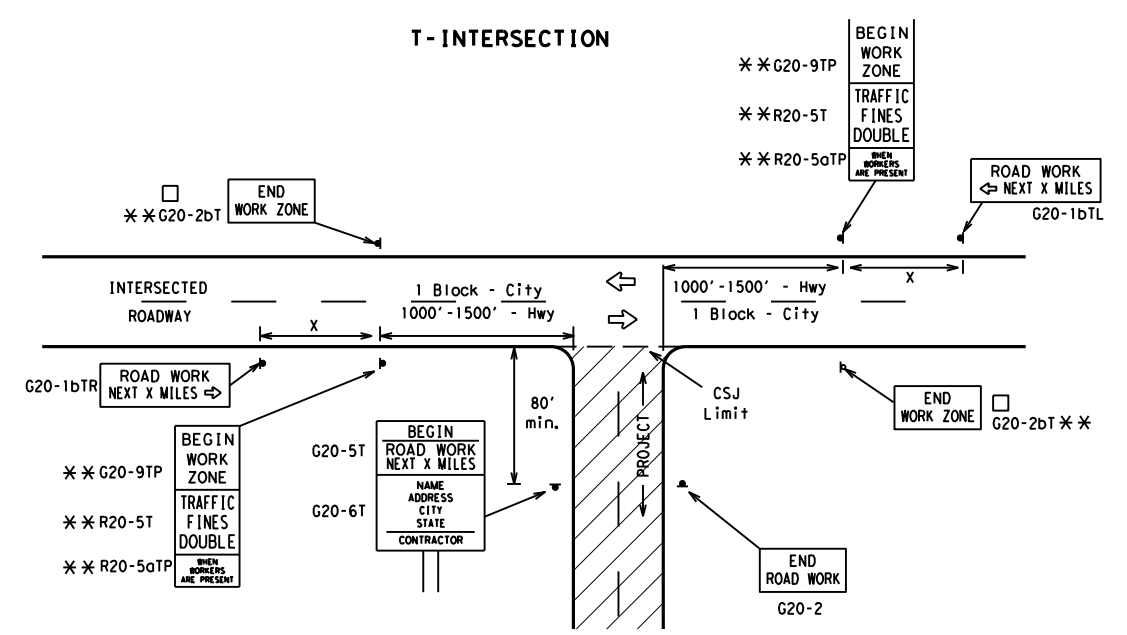 T-INTERSECTION
BEGIN
WORK
ZONE
**G20-9TP
TRAFFIC
FINES
DOUBLE
**R20-5T
WHEN
WORKERS
ARE PRESENT
**R20-5aTP
ROAD WORK
⇦ NEXT X MILES
G20-1bTL
END
WORK ZONE
□
**G20-2bT
INTERSECTED
ROADWAY
1 Block - City
1000'-1500' - Hwy
1000'-1500' - Hwy
1 Block - City
X
X
G20-1bTR
ROAD WORK
NEXT X MILES ⇨
BEGIN
WORK
ZONE
**G20-9TP
TRAFFIC
FINES
DOUBLE
**R20-5T
WHEN
WORKERS
ARE PRESENT
**R20-5aTP
G20-5T
BEGIN
ROAD WORK
NEXT X MILES
G20-6T
NAME
ADDRESS
CITY
STATE
CONTRACTOR
80'
min.
PROJECT
CSJ
Limit
END
WORK ZONE
□
G20-2bT **
END
ROAD WORK
G20-2